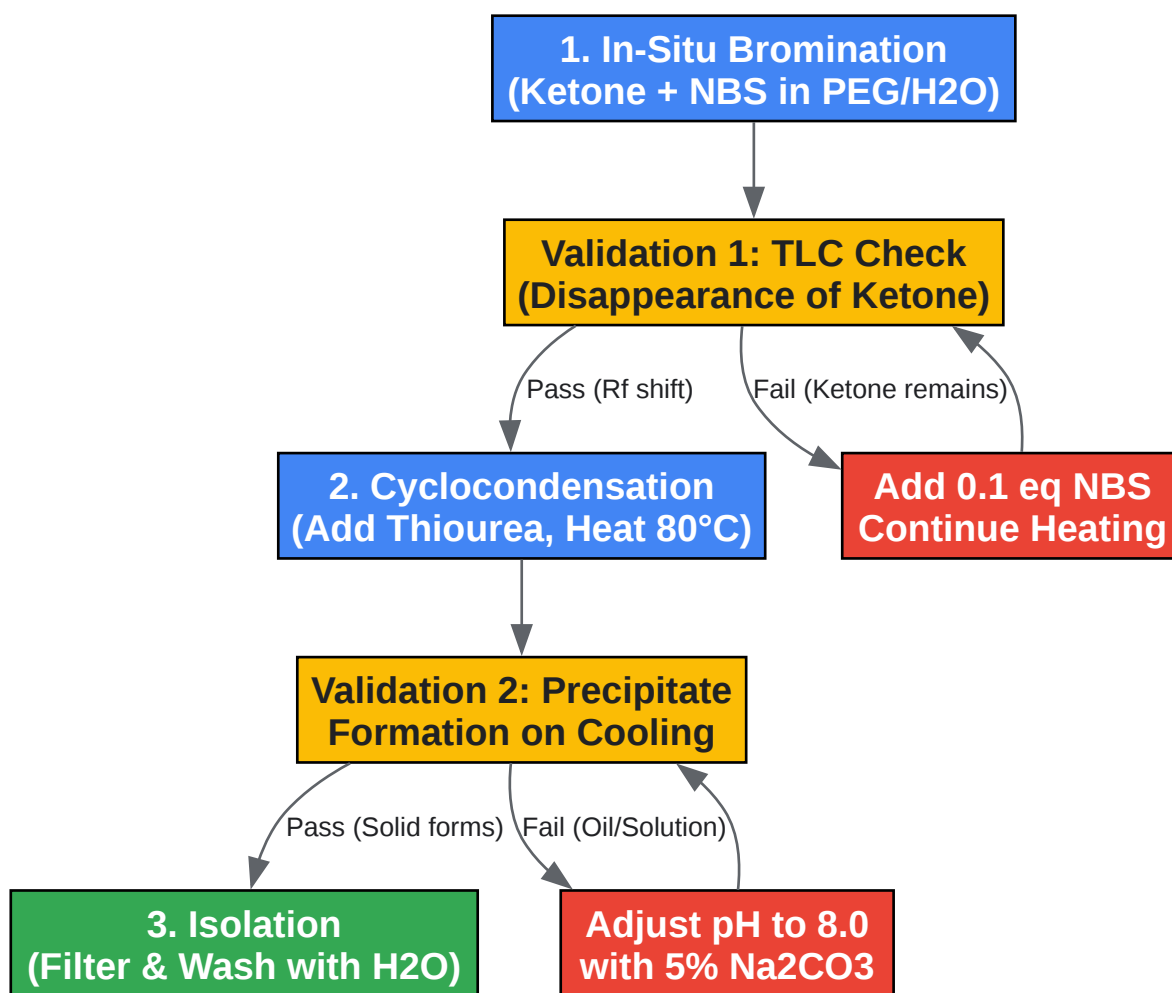 1. In-Situ Bromination
(Ketone + NBS in PEG/H2O)
Validation 1: TLC Check
(Disappearance of Ketone)
Pass (Rf shift)
Fail (Ketone remains)
2. Cyclocondensation
(Add Thiourea, Heat 80°C)
Add 0.1 eq NBS
Continue Heating
Validation 2: Precipitate
Formation on Cooling
Pass (Solid forms)
Fail (Oil/Solution)
3. Isolation
(Filter & Wash with H2O)
Adjust pH to 8.0
with 5% Na2CO3